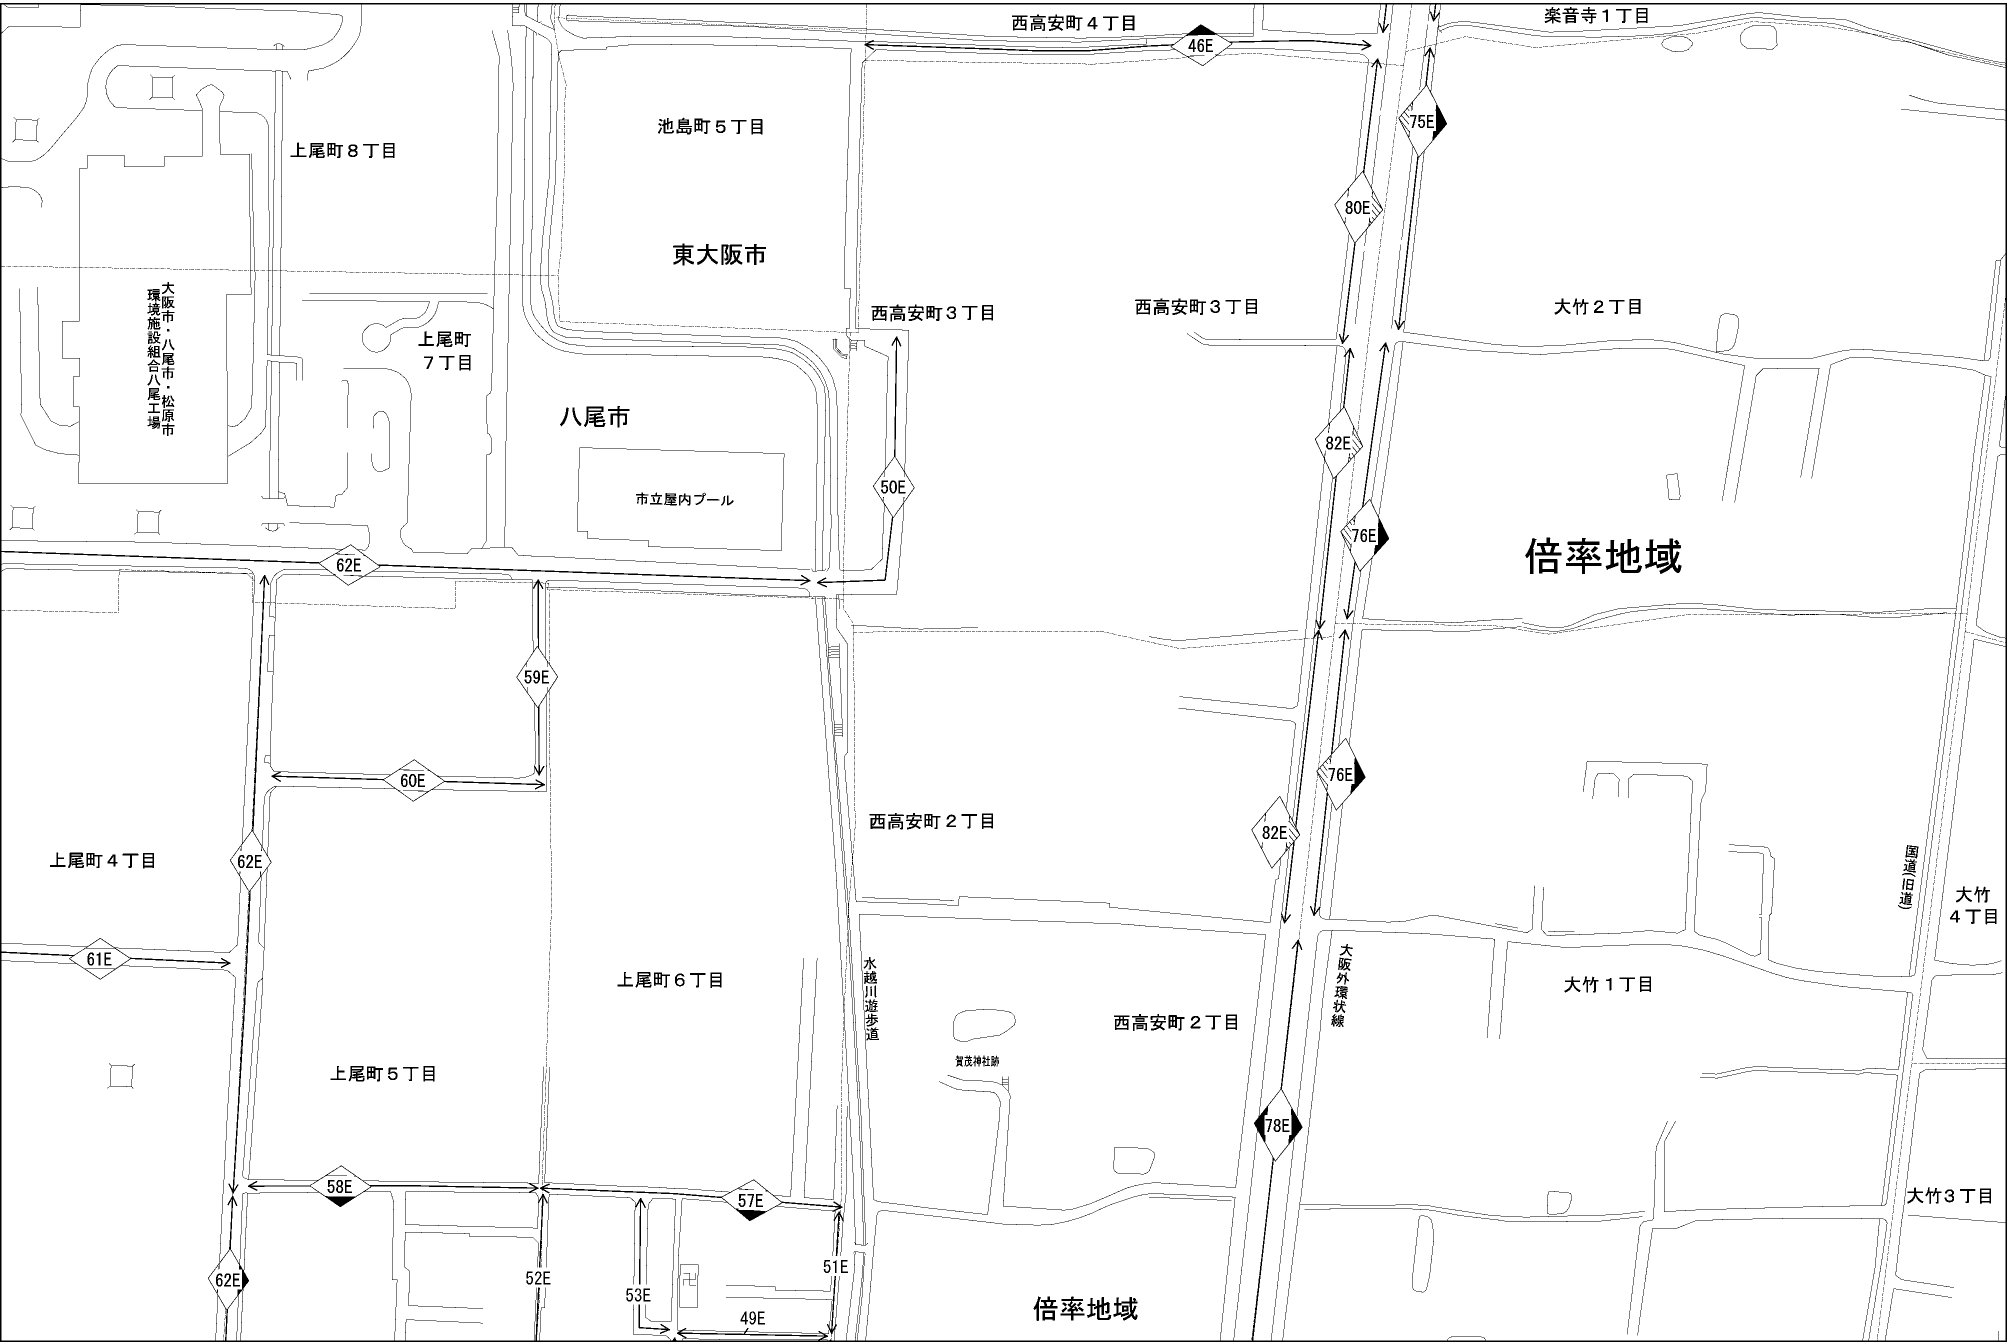 西高安町４丁目
楽音寺１丁目
46E
75E
池島町５丁目
上尾町８丁目
80E
東大阪市
西高安町３丁目
西高安町３丁目
大竹２丁目
大阪市・八尾市・松原市
環境施設組合八尾工場
上尾町
７丁目
八尾市
82E
50E
市立屋内プール
76E
倍率地域
62E
59E
60E
76E
西高安町２丁目
82E
上尾町４丁目
62E
国道(旧道)
大竹
４丁目
61E
上尾町６丁目
水越川遊歩道
大阪外環状線
大竹１丁目
西高安町２丁目
賀茂神社跡
上尾町５丁目
78E
58E
57E
大竹３丁目
62E
52E
53E
51E
49E
倍率地域